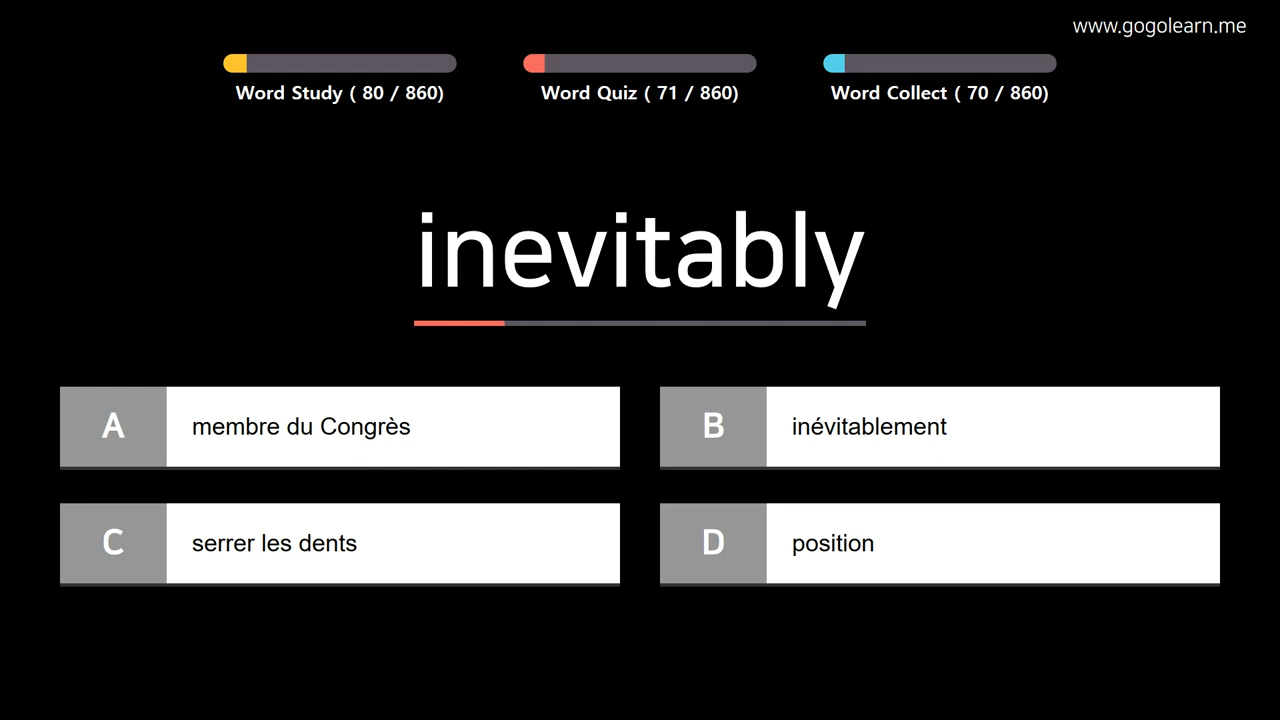 www.gogolearn.me
Word Study ( 80 / 860)
Word Quiz ( 71 / 860)
Word Collect ( 70 / 860)
inevitably
A
membre du Congrès
B
inévitablement
C
serrer les dents
D
position